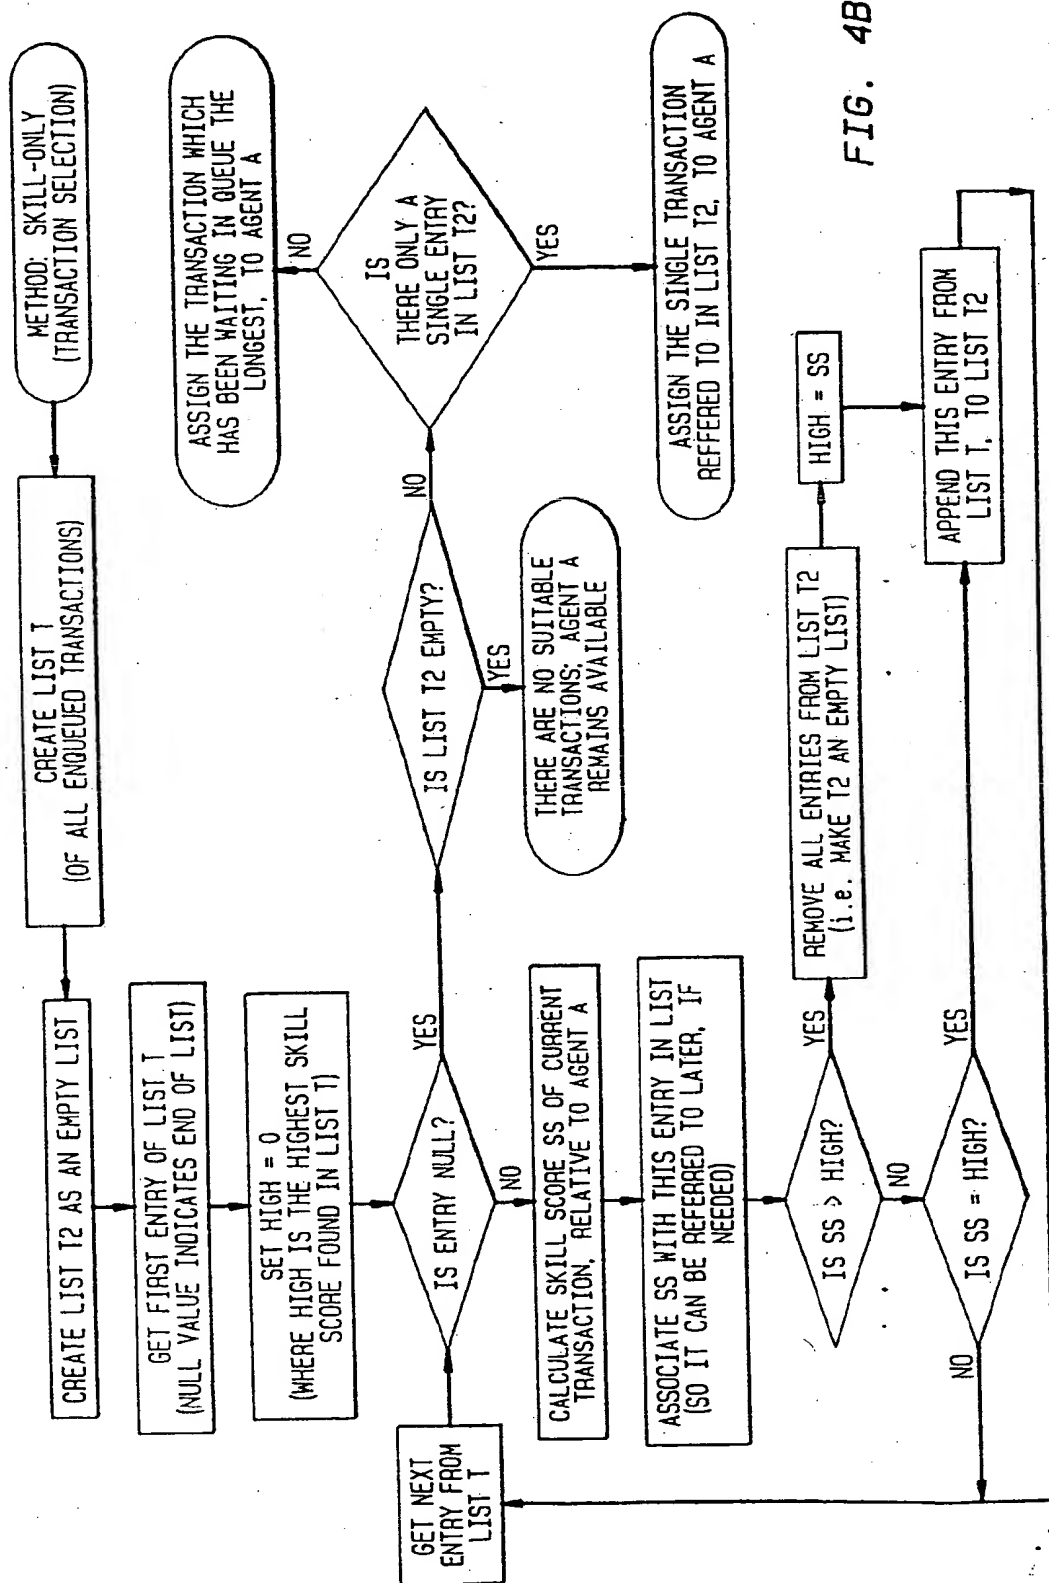 METHOD: SKILL-ONLY
(TRANSACTION SELECTION)
CREATE LIST T
(OF ALL ENQUEUED TRANSACTIONS)
CREATE LIST T2 AS AN EMPTY LIST
GET FIRST ENTRY OF LIST T
(NULL VALUE INDICATES END OF LIST)
SET HIGH = 0
(WHERE HIGH IS THE HIGHEST SKILL
SCORE FOUND IN LIST T)
GET NEXT
ENTRY FROM
LIST T
IS ENTRY NULL?
YES
NO
IS LIST T2 EMPTY?
NO
YES
THERE ARE NO SUITABLE
TRANSACTIONS; AGENT A
REMAINS AVAILABLE
IS
THERE ONLY A
SINGLE ENTRY
IN LIST T2?
NO
YES
ASSIGN THE TRANSACTION WHICH
HAS BEEN WAITING IN QUEUE THE
LONGEST, TO AGENT A
ASSIGN THE SINGLE TRANSACTION
REFFERED TO IN LIST T2, TO AGENT A
CALCULATE SKILL SCORE SS OF CURRENT
TRANSACTION, RELATIVE TO AGENT A
ASSOCIATE SS WITH THIS ENTRY IN LIST
(SO IT CAN BE REFERRED TO LATER, IF
NEEDED)
IS SS > HIGH?
YES
NO
REMOVE ALL ENTRIES FROM LIST T2
(i.e. MAKE T2 AN EMPTY LIST)
HIGH = SS
IS SS = HIGH?
YES
NO
APPEND THIS ENTRY FROM
LIST T, TO LIST T2
FIG. 4B